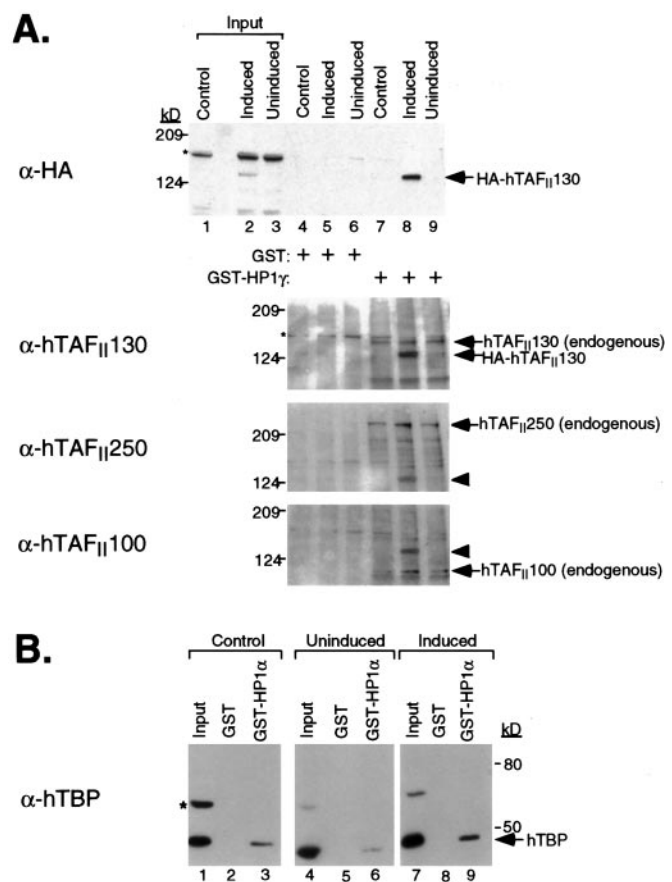 A.
Input
Control
Induced
Uninduced
Control
Induced
Uninduced
Control
Induced
Uninduced
kD
209
*
α-HA
124
HA-hTAFII130
1 2 3 4 5 6 7 8 9
GST: + + +
GST-HP1γ: + + +
209
α-hTAFII130
*
hTAFII130 (endogenous)
124
HA-hTAFII130
α-hTAFII250
209
hTAFII250 (endogenous)
124
209
α-hTAFII100
124
hTAFII100 (endogenous)
B.
Control Uninduced Induced
Input
GST
GST-HP1α
Input
GST
GST-HP1α
Input
GST
GST-HP1α
kD
80
α-hTBP
*
50
hTBP
1 2 3 4 5 6 7 8 9